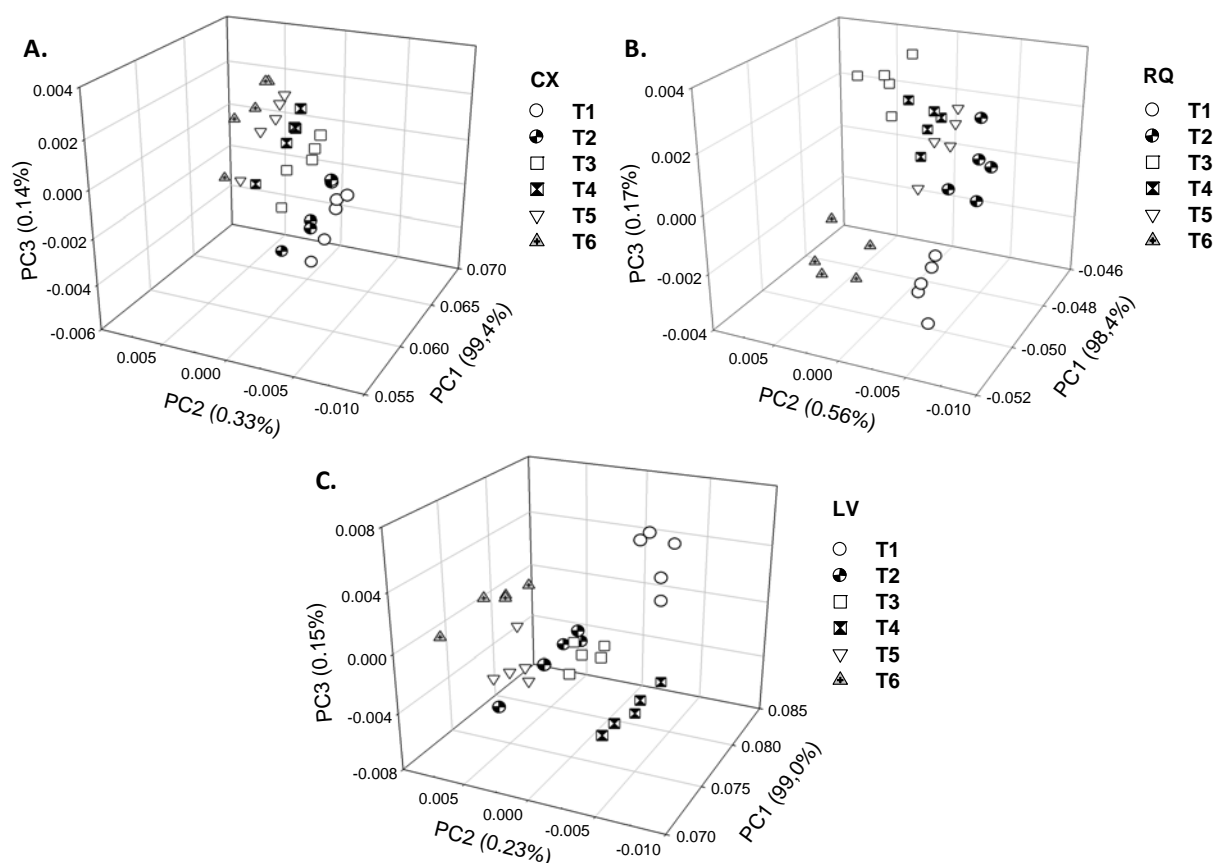 A.
CX
T1
T2
T3
T4
T5
T6
0.004
0.002
0.000
-0.002
-0.004
-0.006
PC3 (0.14%)
0.005
0.000
-0.005
-0.010
PC2 (0.33%)
0.055
0.060
0.065
0.070
PC1 (99,4%)
B.
RQ
T1
T2
T3
T4
T5
T6
0.004
0.002
0.000
-0.002
-0.004
PC3 (0.17%)
0.005
0.000
-0.005
-0.010
PC2 (0.56%)
-0.052
-0.050
-0.048
-0.046
PC1 (98,4%)
C.
LV
T1
T2
T3
T4
T5
T6
0.008
0.004
0.000
-0.004
-0.008
PC3 (0.15%)
0.005
0.000
-0.005
-0.010
PC2 (0.23%)
0.070
0.075
0.080
0.085
PC1 (99,0%)